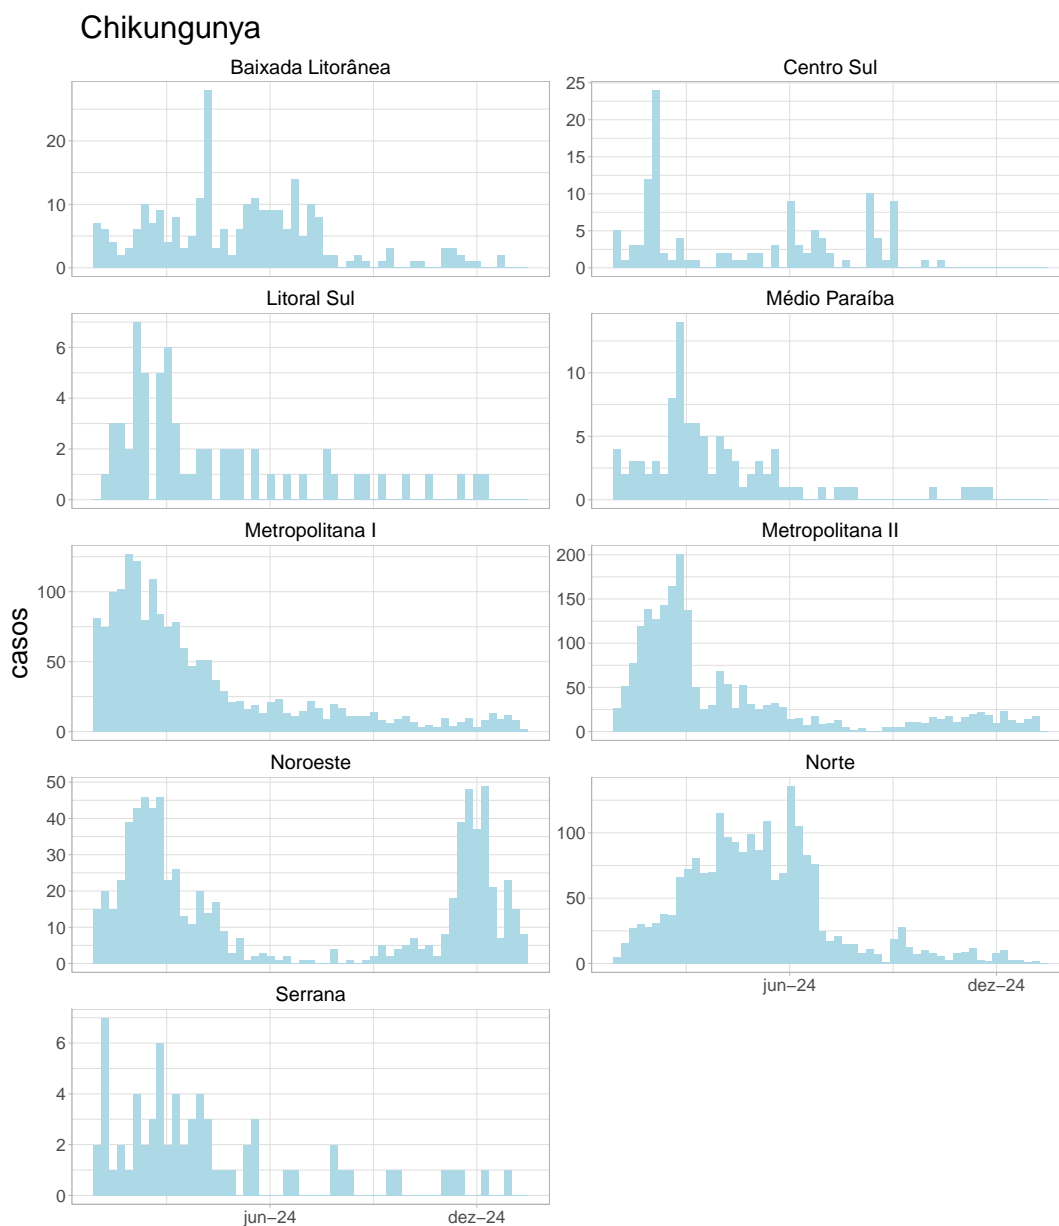 Chikungunya
Baixada Litorânea
Centro Sul
20
10
0
25
20
15
10
5
0
Litoral Sul
Médio Paraíba
6
4
2
0
10
5
0
Metropolitana I
Metropolitana II
casos
100
50
0
200
150
100
50
0
Noroeste
Norte
50
40
30
20
10
0
100
50
0
jun−24
dez−24
Serrana
6
4
2
0
jun−24
dez−24